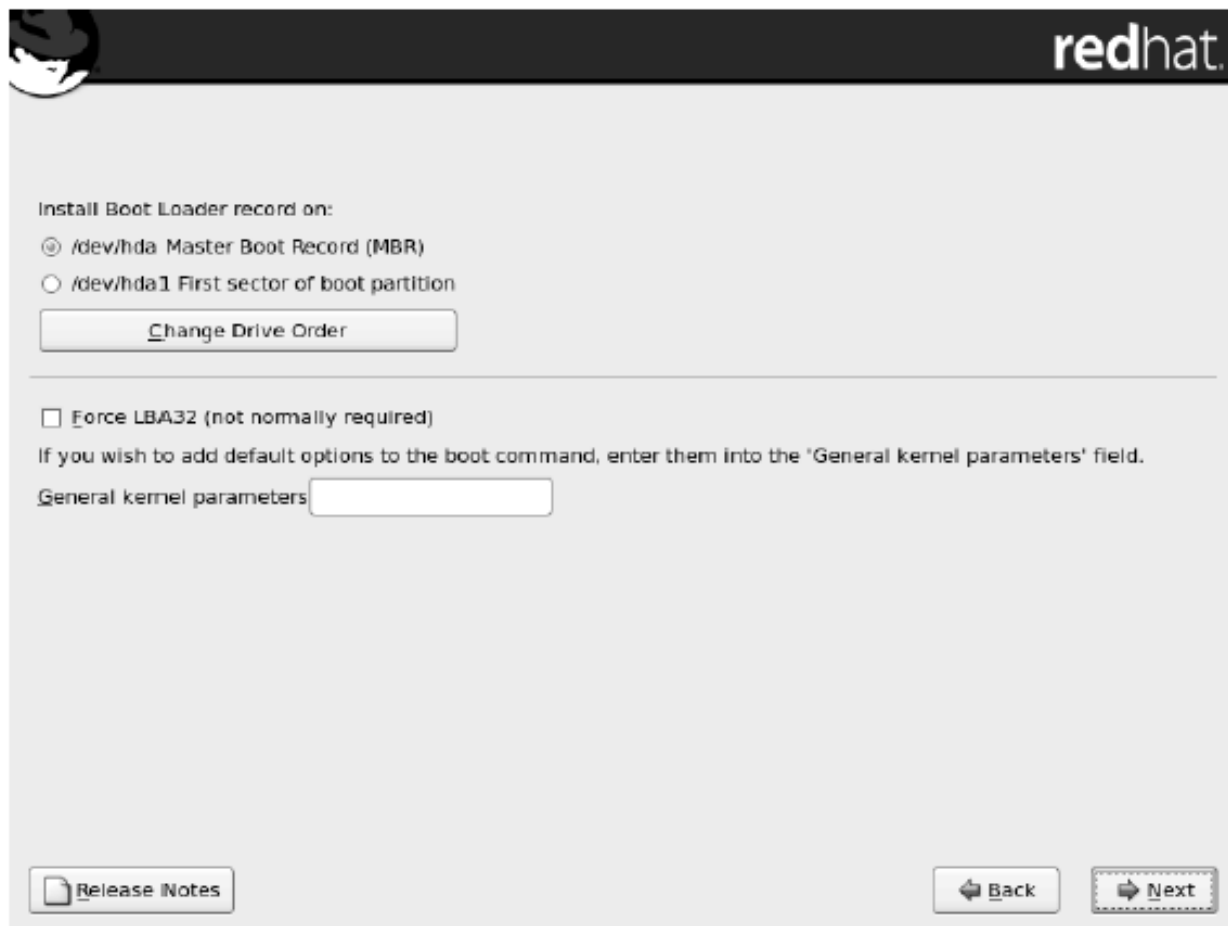 redhat.
Install Boot Loader record on:
/dev/hda Master Boot Record (MBR)
/dev/hda1 First sector of boot partition
Change Drive Order
Force LBA32 (not normally required)
If you wish to add default options to the boot command, enter them into the 'General kernel parameters' field.
General kernel parameters
Release Notes
Back
Next